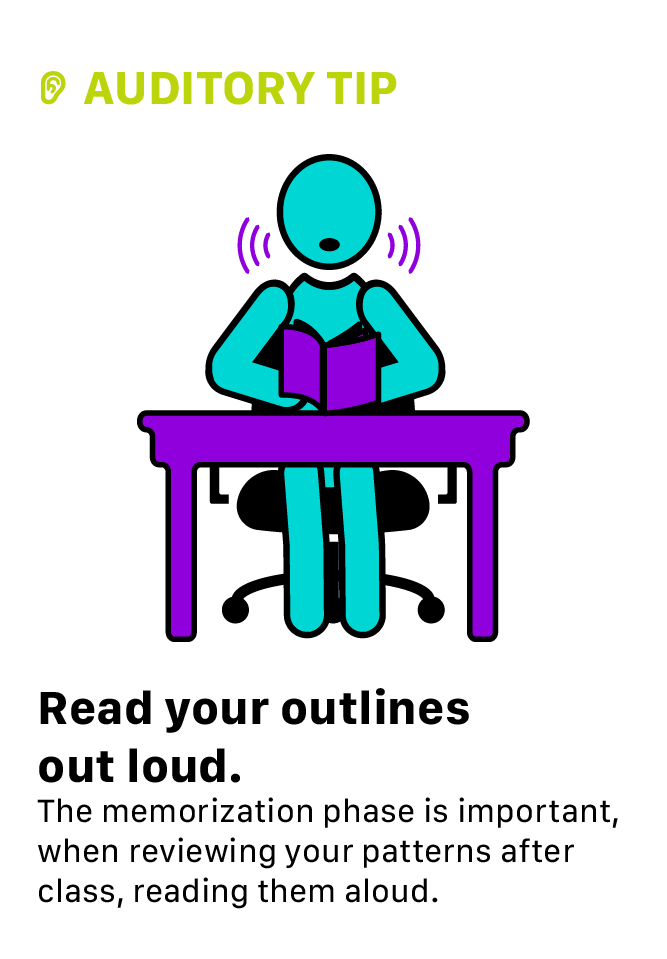 AUDITORY TIP
Read your outlines
out loud.
The memorization phase is important,
when reviewing your patterns after
class, reading them aloud.